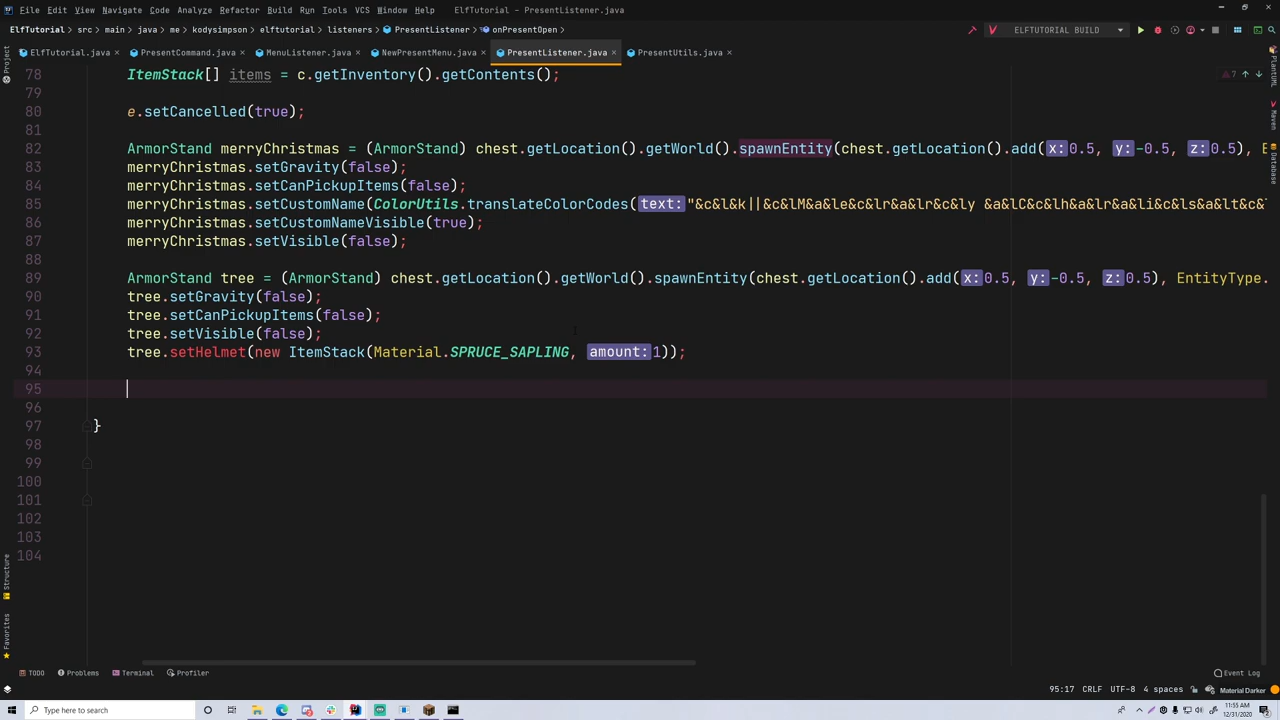 File Edit View Navigate Code Analyze Refactor Build Run Tools VCS Window Help ElfTutorial - PresentListener.java
ElfTutorial › src › main › java › me › kodysimpson › elftutorial › listeners › PresentListener › onPresentOpen
ELFTUTORIAL BUILD
ElfTutorial.java × PresentCommand.java × MenuListener.java × NewPresentMenu.java × PresentListener.java × PresentUtils.java ×
78 ItemStack[] items = c.getInventory().getContents();
79
80 e.setCancelled(true);
81
82 ArmorStand merryChristmas = (ArmorStand) chest.getLocation().getWorld().spawnEntity(chest.getLocation().add( x: 0.5, y: -0.5, z: 0.5), E
83 merryChristmas.setGravity(false);
84 merryChristmas.setCanPickupItems(false);
85 merryChristmas.setCustomName(ColorUtils.translateColorCodes( text: "&c&l&k||&c&lM&a&le&c&lr&a&lr&c&ly &a&lC&c&lh&a&lr&a&li&c&ls&a&lt&c&
86 merryChristmas.setCustomNameVisible(true);
87 merryChristmas.setVisible(false);
88
89 ArmorStand tree = (ArmorStand) chest.getLocation().getWorld().spawnEntity(chest.getLocation().add( x: 0.5, y: -0.5, z: 0.5), EntityType.
90 tree.setGravity(false);
91 tree.setCanPickupItems(false);
92 tree.setVisible(false);
93 tree.setHelmet(new ItemStack(Material.SPRUCE_SAPLING, amount: 1));
94
95
96
97 }
98
99
100
101
102
103
104
7
Project
Structure
Favorites
PlantUML
Maven
Database
TODO Problems Terminal Profiler Event Log
95:17 CRLF UTF-8 4 spaces Material Darker
Type here to search
11:55 AM
12/31/2020